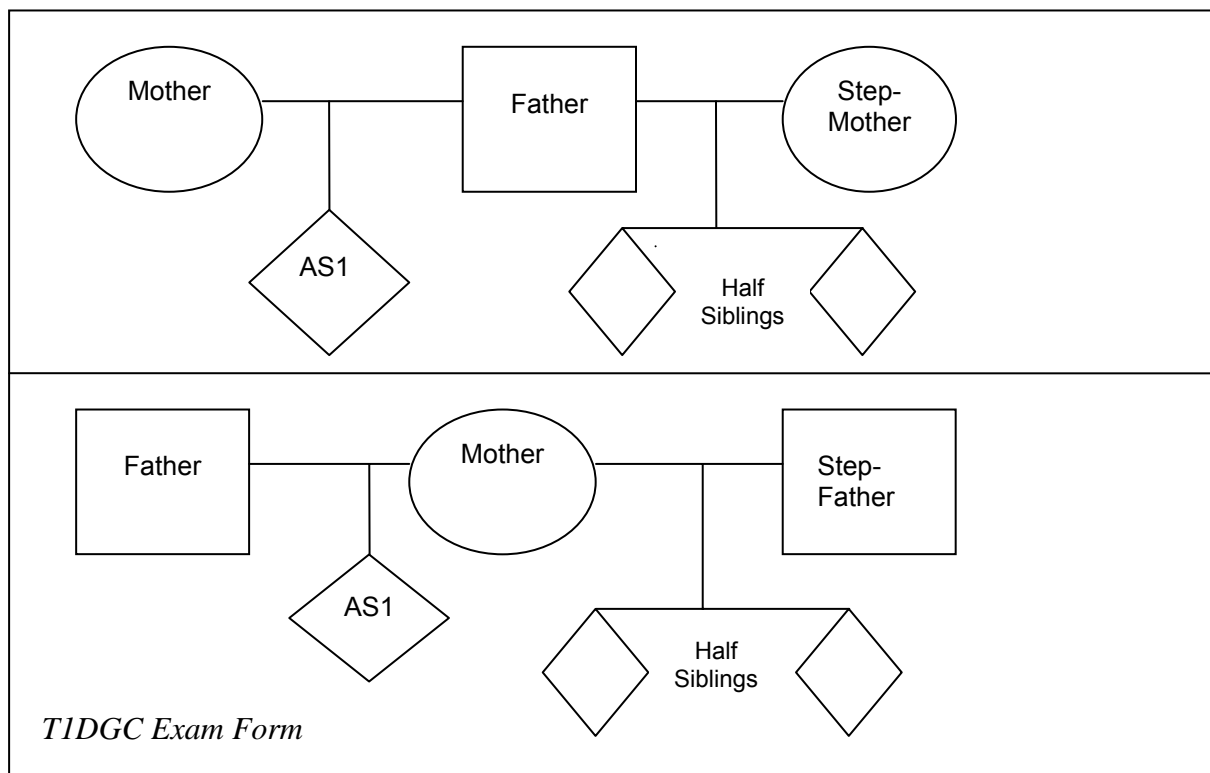 Mother
Father
Step-
Mother
AS1
Half
Siblings
Father
Mother
Step-
Father
AS1
Half
Siblings
T1DGC Exam Form